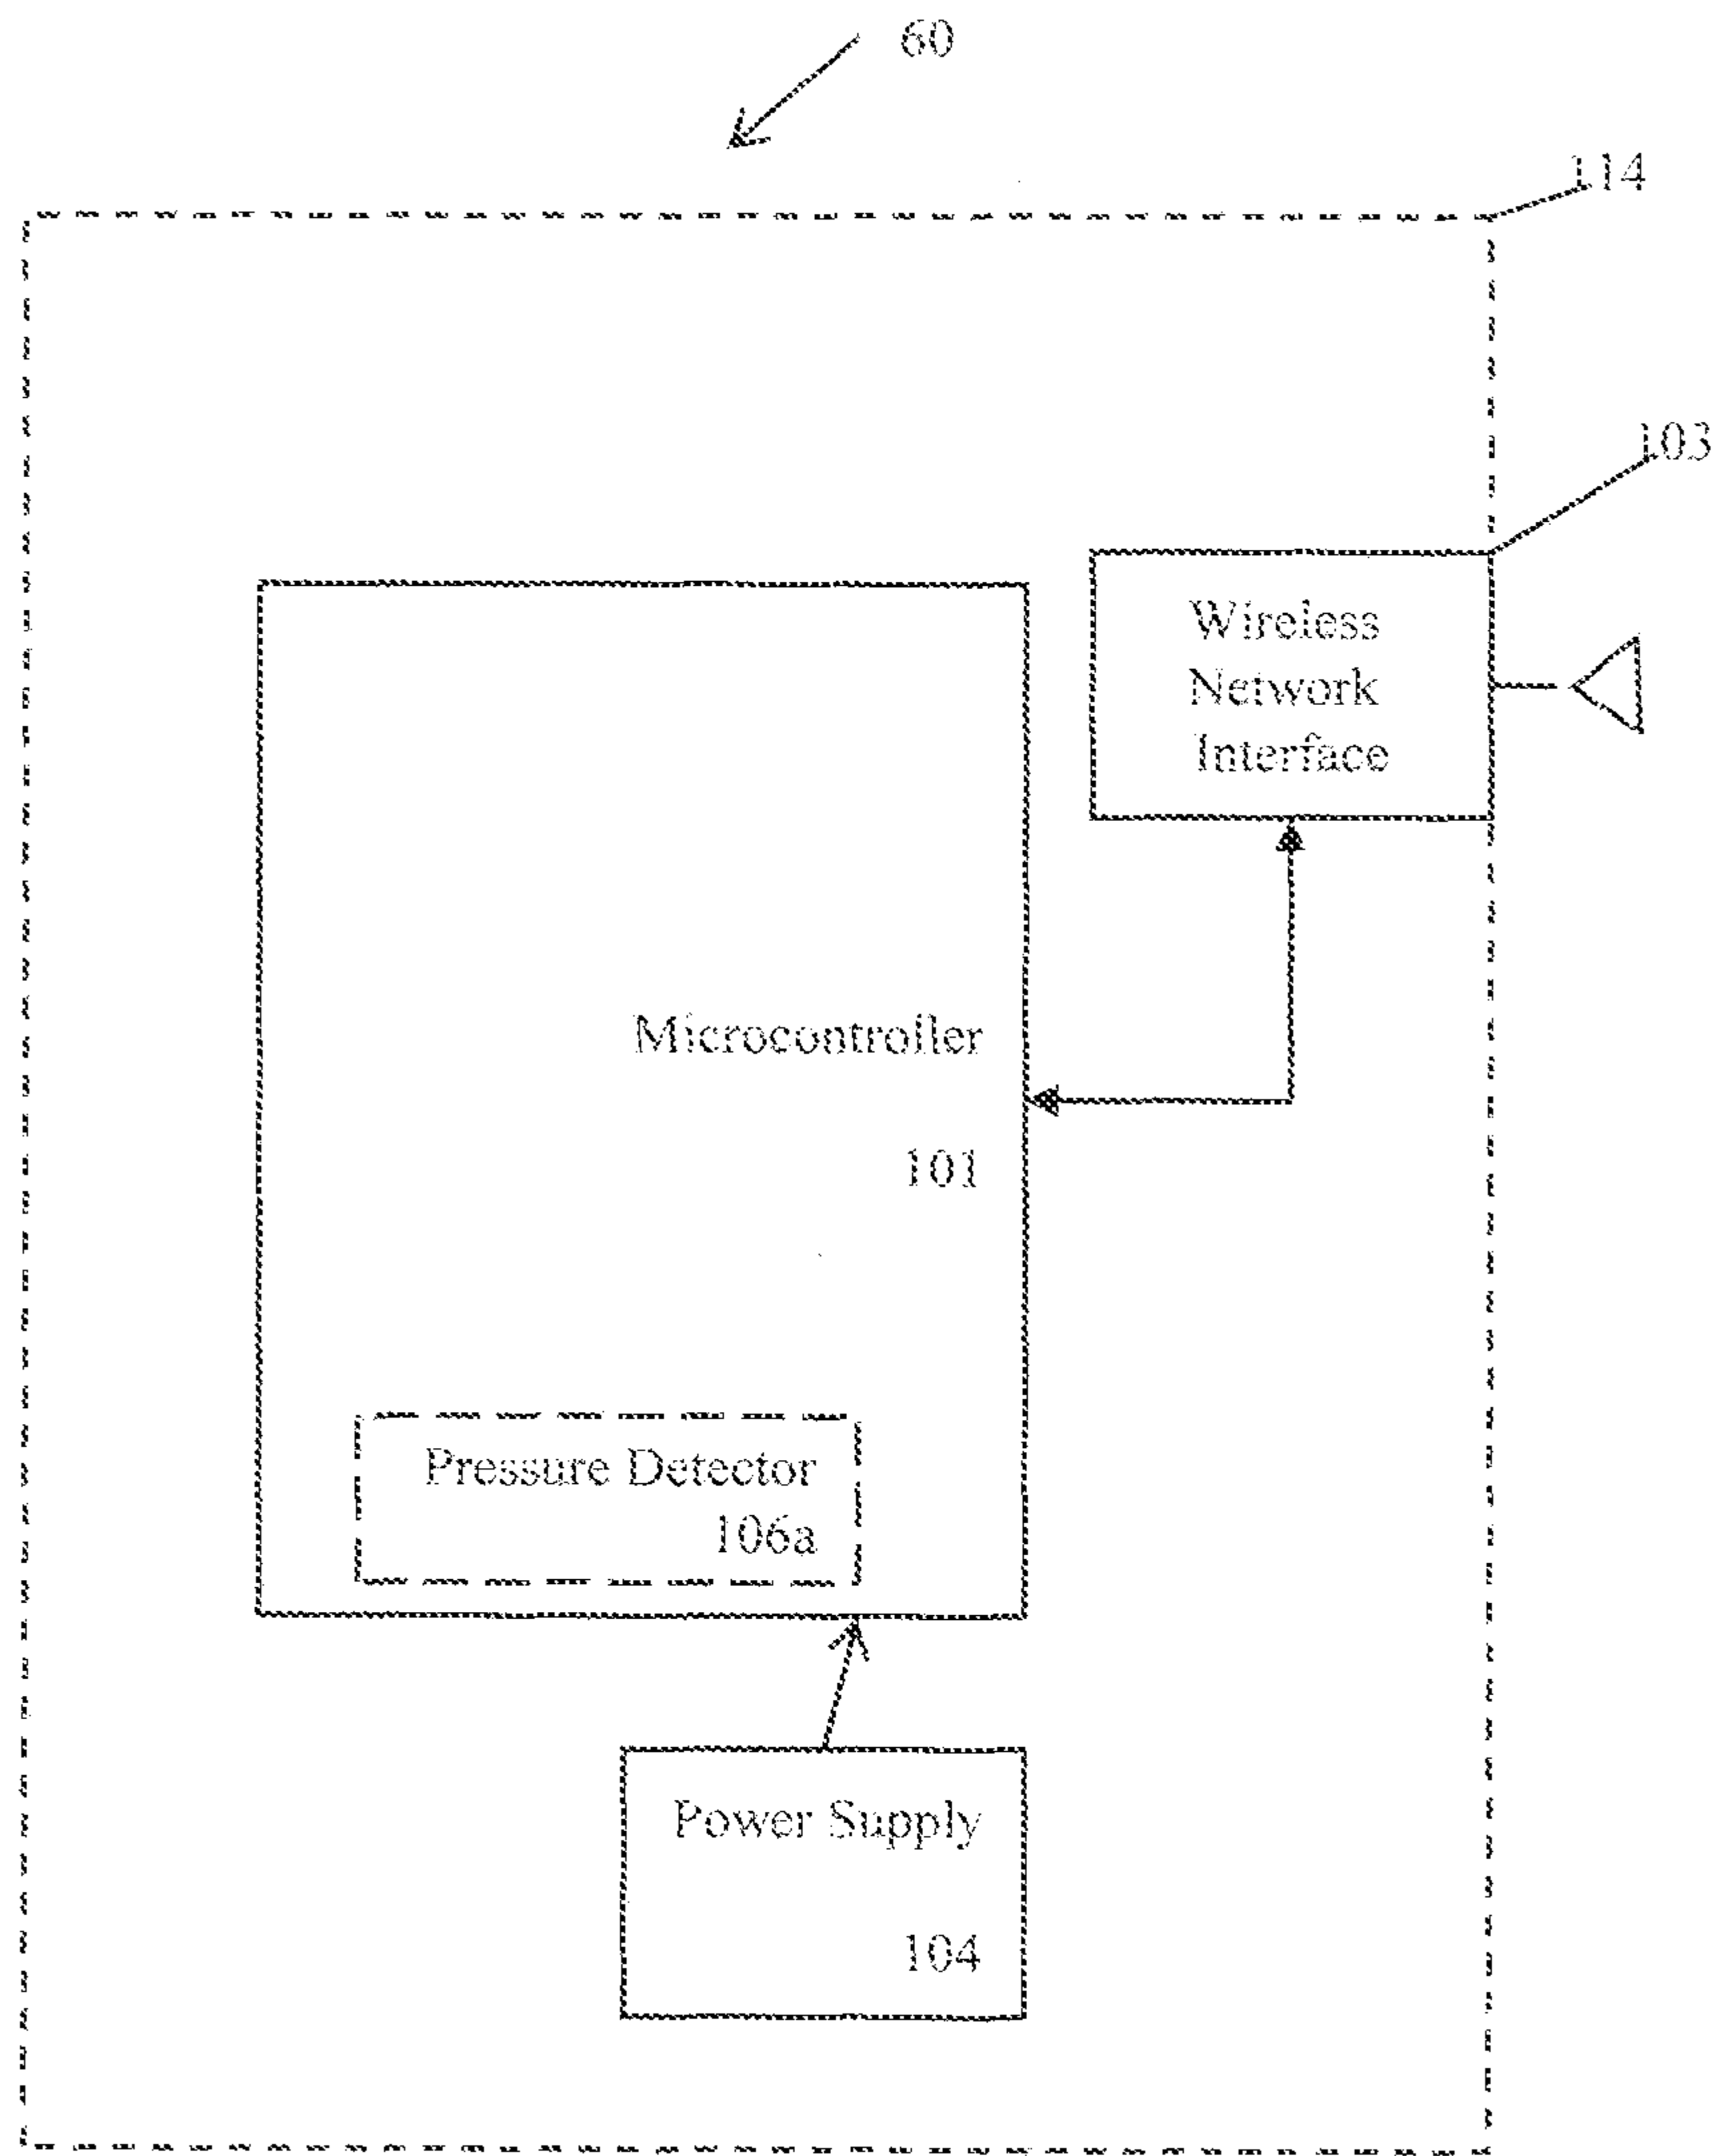 60
114
103
Wireless
Network
Interface
Microcontroller
101
Pressure Detector
106a
Power Supply
104